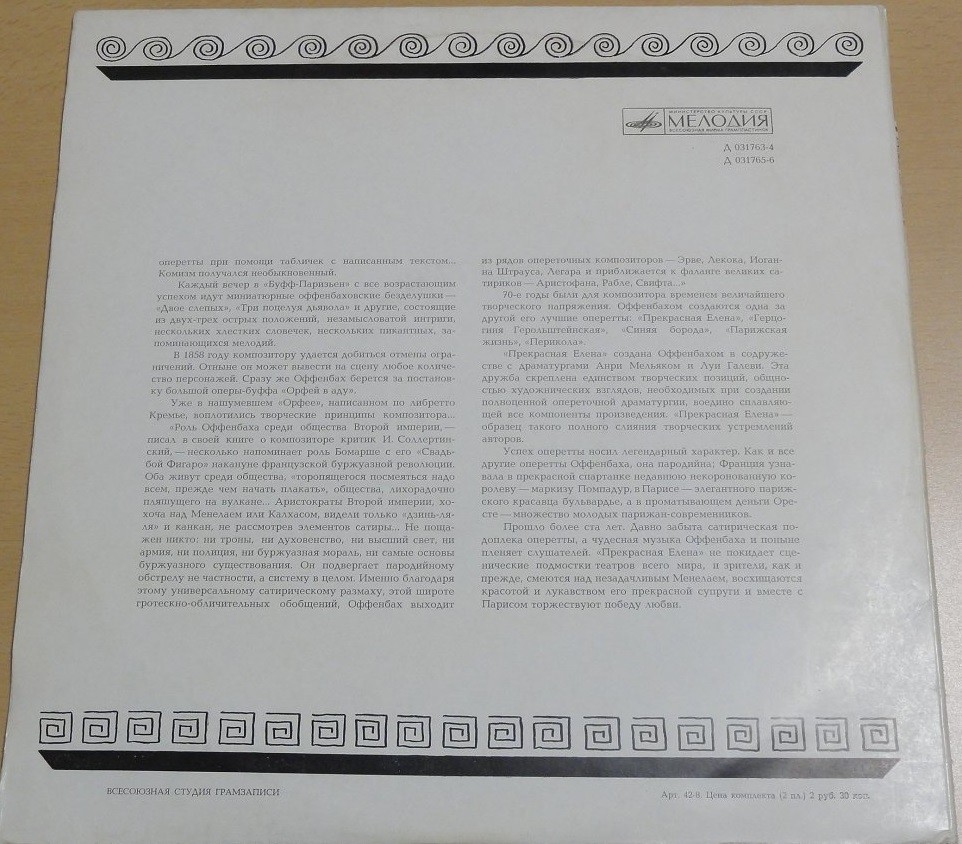 МИНИСТЕРСТВО КУЛЬТУРЫ СССР
МЕЛОДИЯ
ВСЕСОЮЗНАЯ ФИРМА ГРАМПЛАСТИНОК
Д 031763-4
Д 031765-6
оперетты при помощи табличек с написанным текстом...
Комизм получался необыкновенный.
Каждый вечер в «Буфф-Паризьен» с все возрастающим
успехом идут миниатюрные оффенбаховские безделушки —
«Двое слепых», «Три поцелуя дьявола» и другие, состоящие
из двух-трех острых положений, незамысловатой интриги,
нескольких хлестких словечек, нескольких пикантных, за-
поминающихся мелодий.
В 1858 году композитору удается добиться отмены огра-
ничений. Отныне он может вывести на сцену любое количе-
ство персонажей. Сразу же Оффенбах берется за постанов-
ку большой оперы-буффа «Орфей в аду».
Уже в нашумевшем «Орфее», написанном по либретто
Кремье, воплотились творческие принципы композитора...
«Роль Оффенбаха среди общества Второй империи, —
писал в своей книге о композиторе критик И. Соллертин-
ский, — несколько напоминает роль Бомарше с его «Свадь-
бой Фигаро» накануне французской буржуазной революции.
Оба живут среди общества, «торопящегося посмеяться надо
всем, прежде чем начать плакать», общества, лихорадочно
пляшущего на вулкане... Аристократы Второй империи, хо-
хоча над Менелаем или Калхасом, видели только «дзинь-ля-
ля» и канкан, не рассмотрев элементов сатиры... Не поща-
жен никто: ни троны, ни духовенство, ни высший свет, ни
армия, ни полиция, ни буржуазная мораль, ни самые основы
буржуазного существования. Он подвергает пародийному
обстрелу не частности, а систему в целом. Именно благодаря
этому универсальному сатирическому размаху, этой широте
гротескно-обличительных обобщений, Оффенбах выходит
из рядов опереточных композиторов — Эрве, Лекока, Иоган-
на Штрауса, Легара и приближается к фаланге великих са-
тириков — Аристофана, Рабле, Свифта...»
70-е годы были для композитора временем величайшего
творческого напряжения. Оффенбахом создаются одна за
другой его лучшие оперетты: «Прекрасная Елена», «Герцо-
гиня Герольштейнская», «Синяя борода», «Парижская
жизнь», «Перикола».
«Прекрасная Елена» создана Оффенбахом в содруже-
стве с драматургами Анри Мельяком и Луи Галеви. Эта
дружба скреплена единством творческих позиций, общно-
стью художнических взглядов, необходимых при создании
полноценной опереточной драматургии, воедино сплавляю-
щей все компоненты произведения. «Прекрасная Елена» —
образец такого полного слияния творческих устремлений
авторов.
Успех оперетты носил легендарный характер. Как и все
другие оперетты Оффенбаха, она пародийна; Франция узна-
вала в прекрасной спартанке недавнюю некоронованную ко-
ролеву — маркизу Помпадур, в Парисе — элегантного париж-
ского красавца бульвардье, а в проматывающем деньги Оре-
сте — множество молодых парижан-современников.
Прошло более ста лет. Давно забыта сатирическая по-
доплека оперетты, а чудесная музыка Оффенбаха и поныне
пленяет слушателей. «Прекрасная Елена» не покидает сце-
нические подмостки театров всего мира, и зрители, как и
прежде, смеются над незадачливым Менелаем, восхищаются
красотой и лукавством его прекрасной супруги и вместе с
Парисом торжествуют победу любви.
ВСЕСОЮЗНАЯ СТУДИЯ ГРАМЗАПИСИ
Арт. 42-8. Цена комплекта (2 пл.) 2 руб. 30 коп.